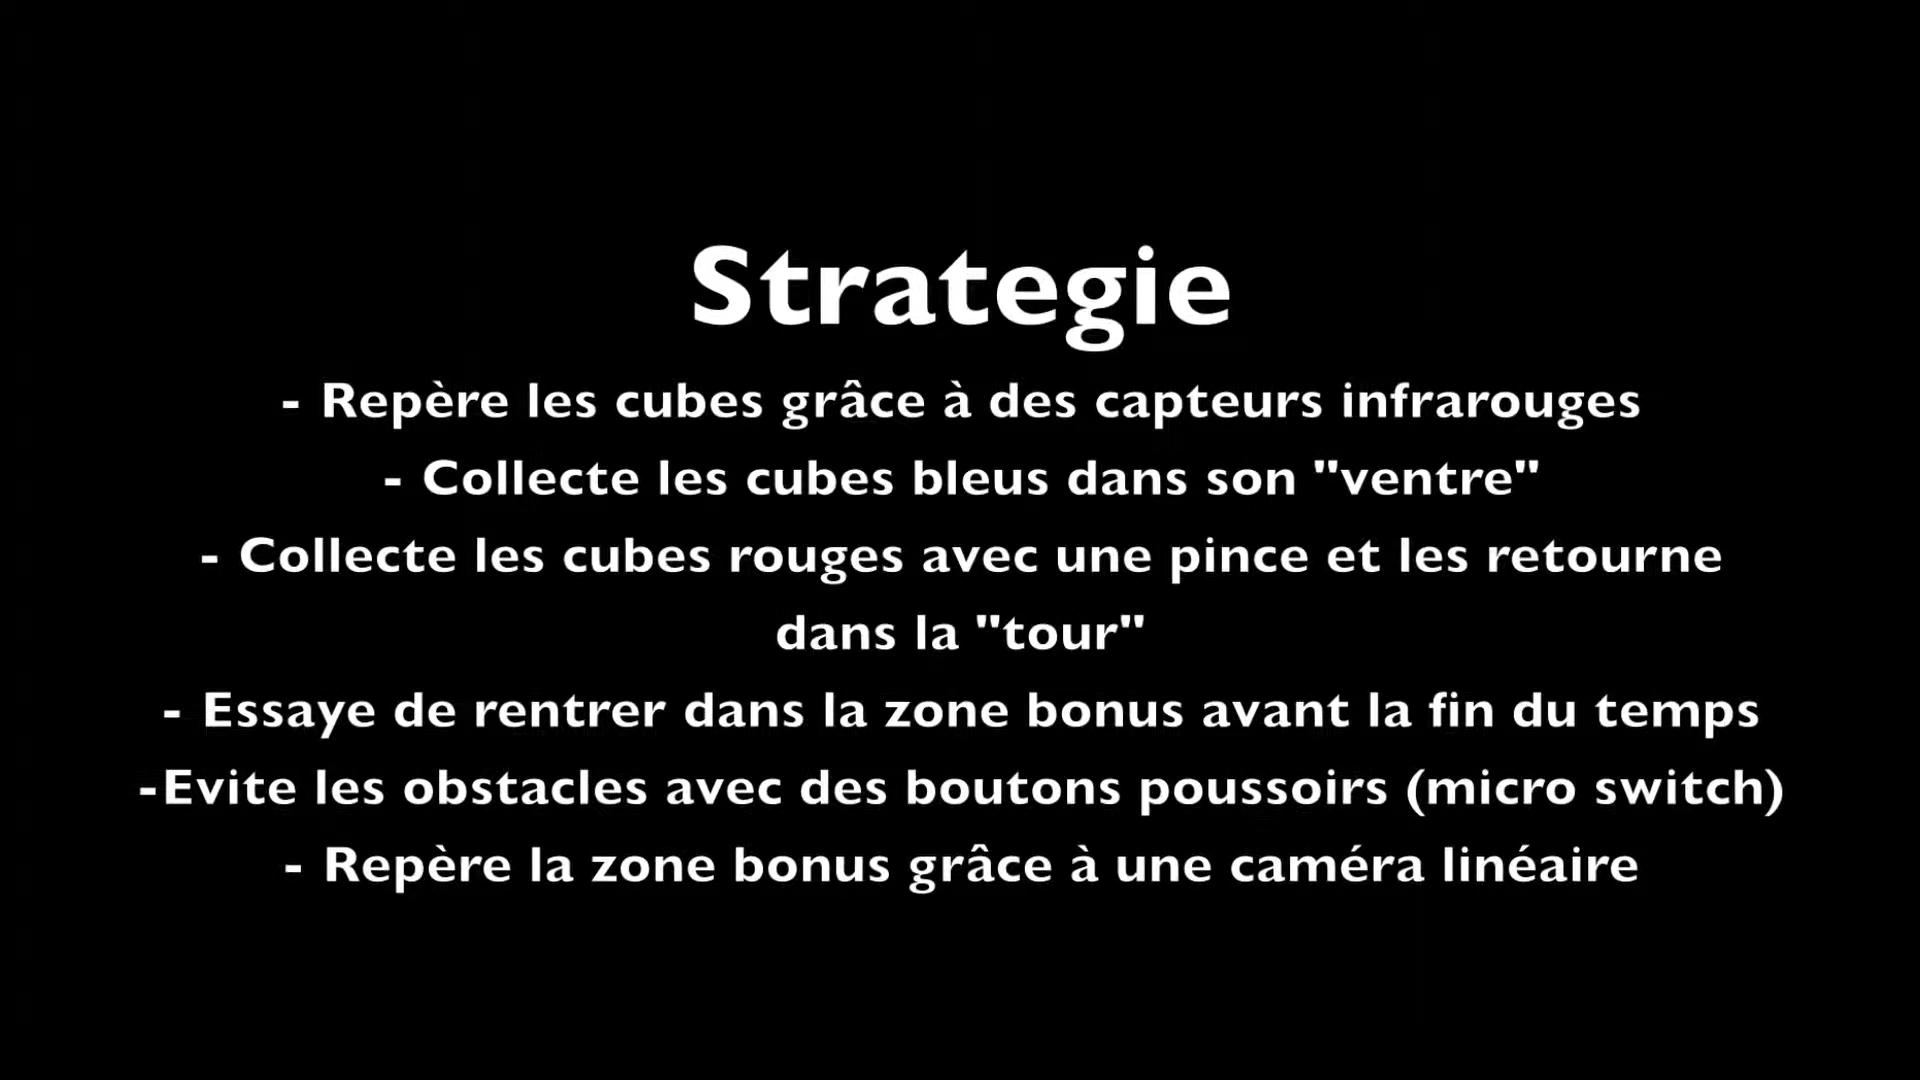 Strategie
- Repère les cubes grâce à des capteurs infrarouges
- Collecte les cubes bleus dans son "ventre"
- Collecte les cubes rouges avec une pince et les retourne
dans la "tour"
- Essaye de rentrer dans la zone bonus avant la fin du temps
-Evite les obstacles avec des boutons poussoirs (micro switch)
- Repère la zone bonus grâce à une caméra linéaire